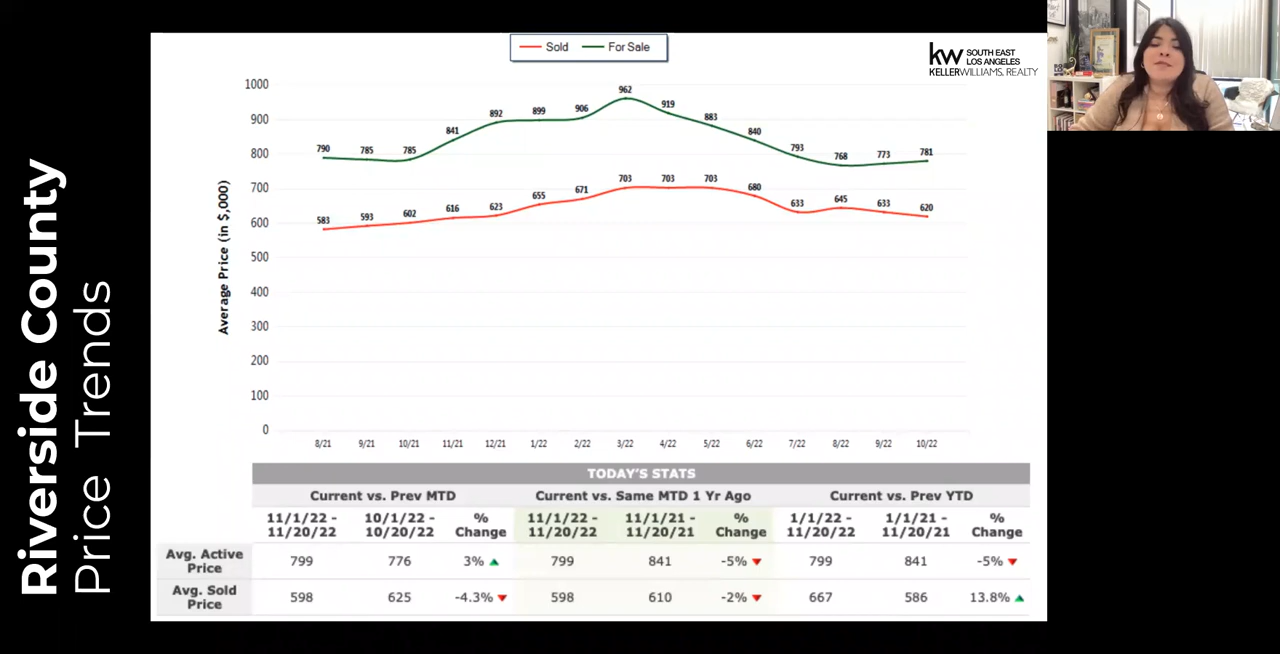 Riverside County
Price Trends
Sold For Sale
kw SOUTH EAST
LOS ANGELES
KELLERWILLIAMS. REALTY
Average Price (in $,000)
1000
900
800
700
600
500
400
300
200
100
0
790 785 785 841 892 899 906 962 919 883 840 793 768 773 781
583 593 602 616 623 655 671 703 703 703 680 633 645 633 620
8/21 9/21 10/21 11/21 12/21 1/22 2/22 3/22 4/22 5/22 6/22 7/22 8/22 9/22 10/22
TODAY'S STATS
Current vs. Prev MTD Current vs. Same MTD 1 Yr Ago Current vs. Prev YTD
11/1/22 - 10/1/22 - % 11/1/22 - 11/1/21 - % 1/1/22 - 1/1/21 - %
11/20/22 10/20/22 Change 11/20/22 11/20/21 Change 11/20/22 11/20/21 Change
Avg. Active
Price 799 776 3% 799 841 -5% 799 841 -5%
Avg. Sold
Price 598 625 -4.3% 598 610 -2% 667 586 13.8%